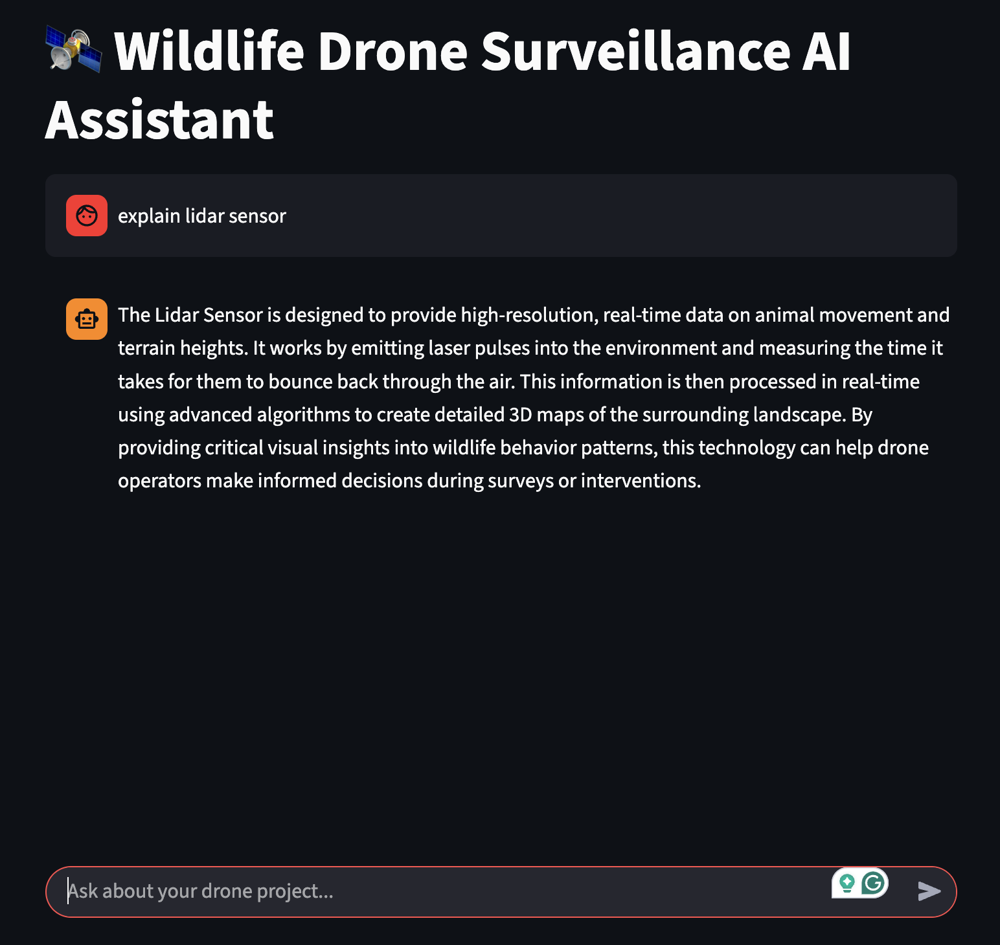 Wildlife Drone Surveillance AI
Assistant
explain lidar sensor
The Lidar Sensor is designed to provide high-resolution, real-time data on animal movement and
terrain heights. It works by emitting laser pulses into the environment and measuring the time it
takes for them to bounce back through the air. This information is then processed in real-time
using advanced algorithms to create detailed 3D maps of the surrounding landscape. By
providing critical visual insights into wildlife behavior patterns, this technology can help drone
operators make informed decisions during surveys or interventions.
Ask about your drone project...